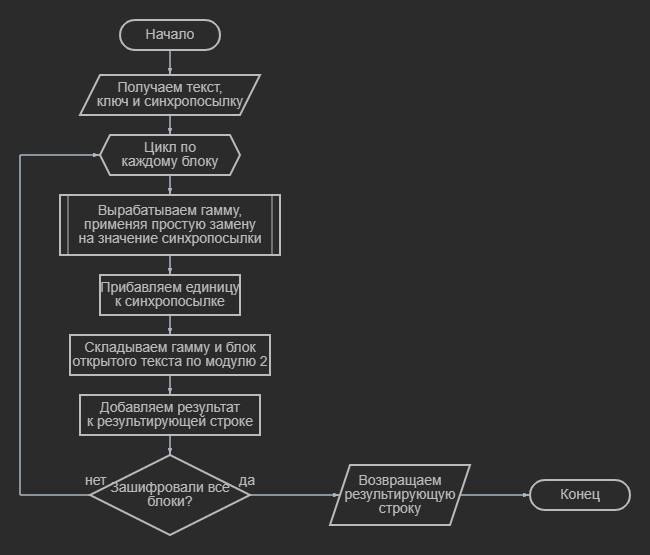 Начало
Получаем текст,
ключ и синхропосылку
Цикл по
каждому блоку
Вырабатываем гамму,
применяя простую замену
на значение синхропосылки
Прибавляем единицу
к синхропосылке
Складываем гамму и блок
открытого текста по модулю 2
Добавляем результат
к результирующей строке
нет
Зашифровали все
блоки?
да
Возвращаем
результирующую
строку
Конец